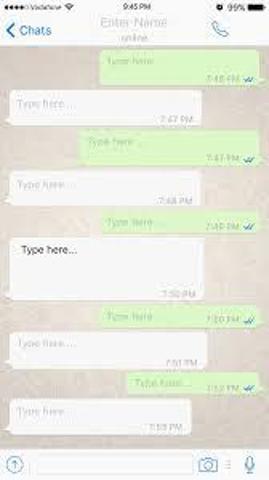 Vodafone 9:45 PM 99%
Chats Enter Name
online
Type here...
7:46 PM
Type here...
7:47 PM
Type here...
7:47 PM
Type here...
7:48 PM
Type here...
7:49 PM
Type here...
7:50 PM
Type here...
7:50 PM
Type here...
7:51 PM
Type here...
7:52 PM
Type here...
7:53 PM